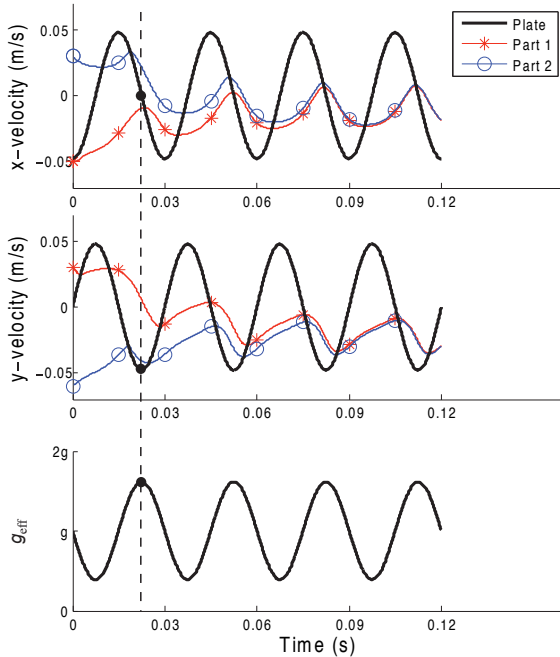 Plate
Part 1
Part 2
x−velocity (m/s)
0.05
0
−0.05
0 0.03 0.06 0.09 0.12
y−velocity (m/s)
0.05
0
−0.05
0 0.03 0.06 0.09 0.12
g_eff
2g
g
0
0 0.03 0.06 0.09 0.12
Time (s)